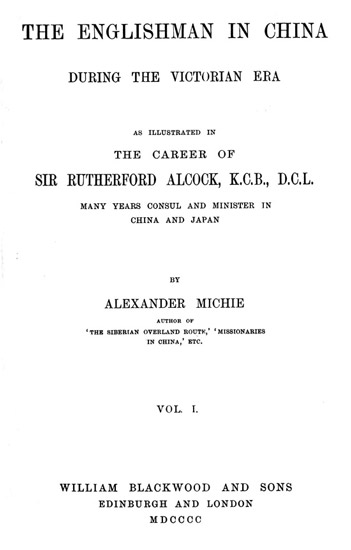 THE ENGLISHMAN IN CHINA
DURING THE VICTORIAN ERA
AS ILLUSTRATED IN
THE CAREER OF
SIR RUTHERFORD ALCOCK, K.C.B., D.C.L.
MANY YEARS CONSUL AND MINISTER IN
CHINA AND JAPAN
BY
ALEXANDER MICHIE
AUTHOR OF
'THE SIBERIAN OVERLAND ROUTE,' 'MISSIONARIES
IN CHINA,' ETC.
VOL. I.
WILLIAM BLACKWOOD AND SONS
EDINBURGH AND LONDON
MDCCCC